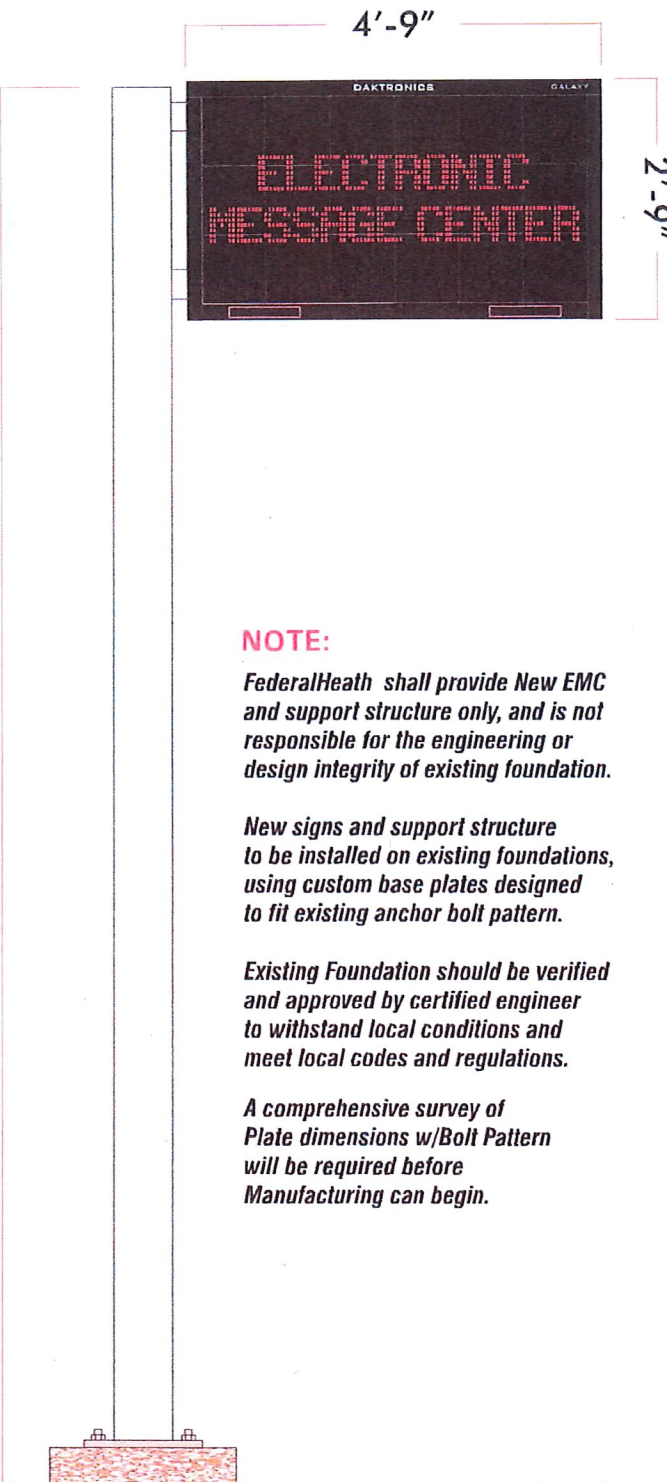 4'-9"
DAKTRONICS
GALAXY
ELECTRONIC
MESSAGE CENTER
2'-9"
NOTE:
FederalHeath shall provide New EMC
and support structure only, and is not
responsible for the engineering or
design integrity of existing foundation.
New signs and support structure
to be installed on existing foundations,
using custom base plates designed
to fit existing anchor bolt pattern.
Existing Foundation should be verified
and approved by certified engineer
to withstand local conditions and
meet local codes and regulations.
A comprehensive survey of
Plate dimensions w/Bolt Pattern
will be required before
Manufacturing can begin.